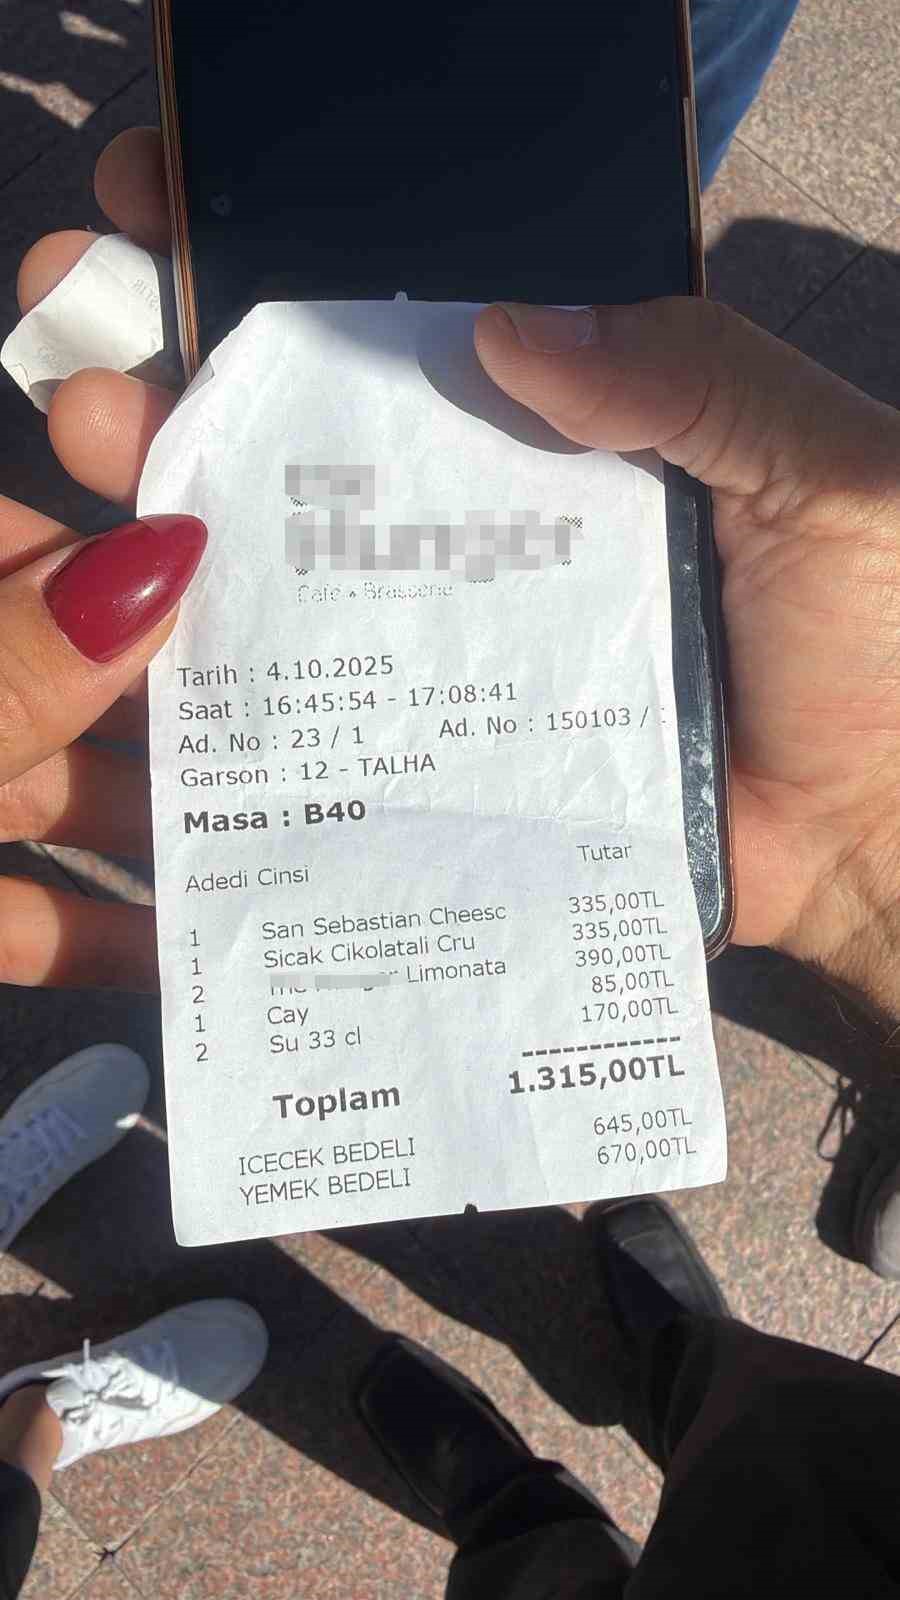 Cafe • Brasserie
Tarih : 4.10.2025
Saat : 16:45:54 - 17:08:41
Ad. No : 23 / 1 Ad. No : 150103 /
Garson : 12 - TALHA
Masa : B40
Adedi Cinsi Tutar
1 San Sebastian Cheesc 335,00TL
1 Sicak Cikolatali Cru 335,00TL
2 Limonata 390,00TL
1 Cay 85,00TL
2 Su 33 cl 170,00TL
------------
Toplam 1.315,00TL
ICECEK BEDELI 645,00TL
YEMEK BEDELI 670,00TL